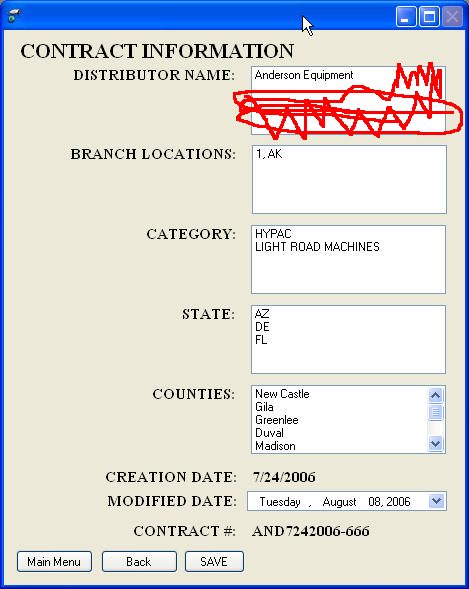 CONTRACT INFORMATION
DISTRIBUTOR NAME: Anderson Equipment
BRANCH LOCATIONS: 1, AK
CATEGORY: HYPAC
LIGHT ROAD MACHINES
STATE: AZ
DE
FL
COUNTIES: New Castle
Gila
Greenlee
Duval
Madison
CREATION DATE: 7/24/2006
MODIFIED DATE: Tuesday , August 08, 2006
CONTRACT #: AND7242006-666
Main Menu Back SAVE